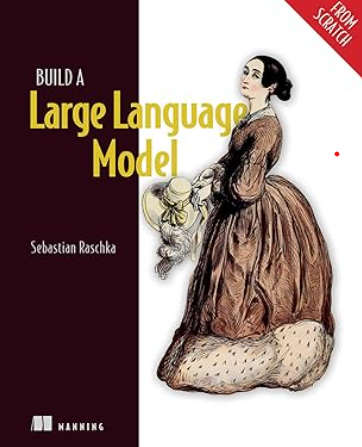 FROM
SCRATCH
BUILD A
Large Language
Model
Sebastian Raschka
MANNING